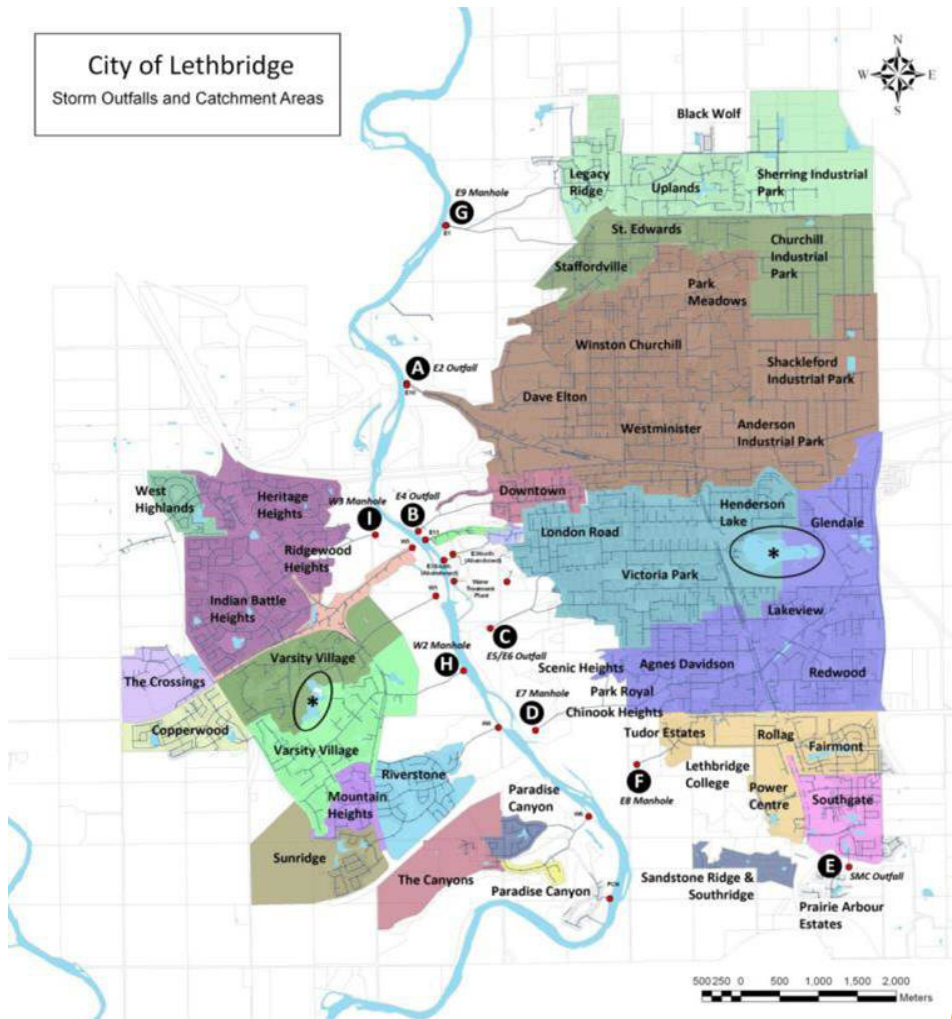 City of Lethbridge
Storm Outfalls and Catchment Areas
N
W
E
S
Black Wolf
Legacy
Ridge
Uplands
Sherring Industrial
Park
E9 Manhole
G
E1
St. Edwards
Staffordville
Churchill
Industrial
Park
Park
Meadows
Winston Churchill
Shackleford
Industrial Park
A
E2 Outfall
E10
Dave Elton
Westminister
Anderson
Industrial Park
West
Highlands
Heritage
Heights
W3 Manhole
E4 Outfall
I
B
Downtown
Henderson
Lake
Glendale
London Road
Ridgewood
Heights
Victoria Park
*
Water
Treatment
Plant
Indian Battle
Heights
Lakeview
C
E5/E6 Outfall
W2 Manhole
H
Varsity Village
Scenic Heights
Agnes Davidson
Redwood
The Crossings
*
Park Royal
E7 Manhole
D
Chinook Heights
Copperwood
Varsity Village
Tudor Estates
Rollag
Fairmont
Lethbridge
College
F
E8 Manhole
Power
Centre
Southgate
Riverstone
Mountain
Heights
Paradise
Canyon
Sunridge
The Canyons
Paradise Canyon
Sandstone Ridge
& Southridge
E
SMC Outfall
Prairie Arbour
Estates
500250 0 500 1,000 1,500 2,000
Meters